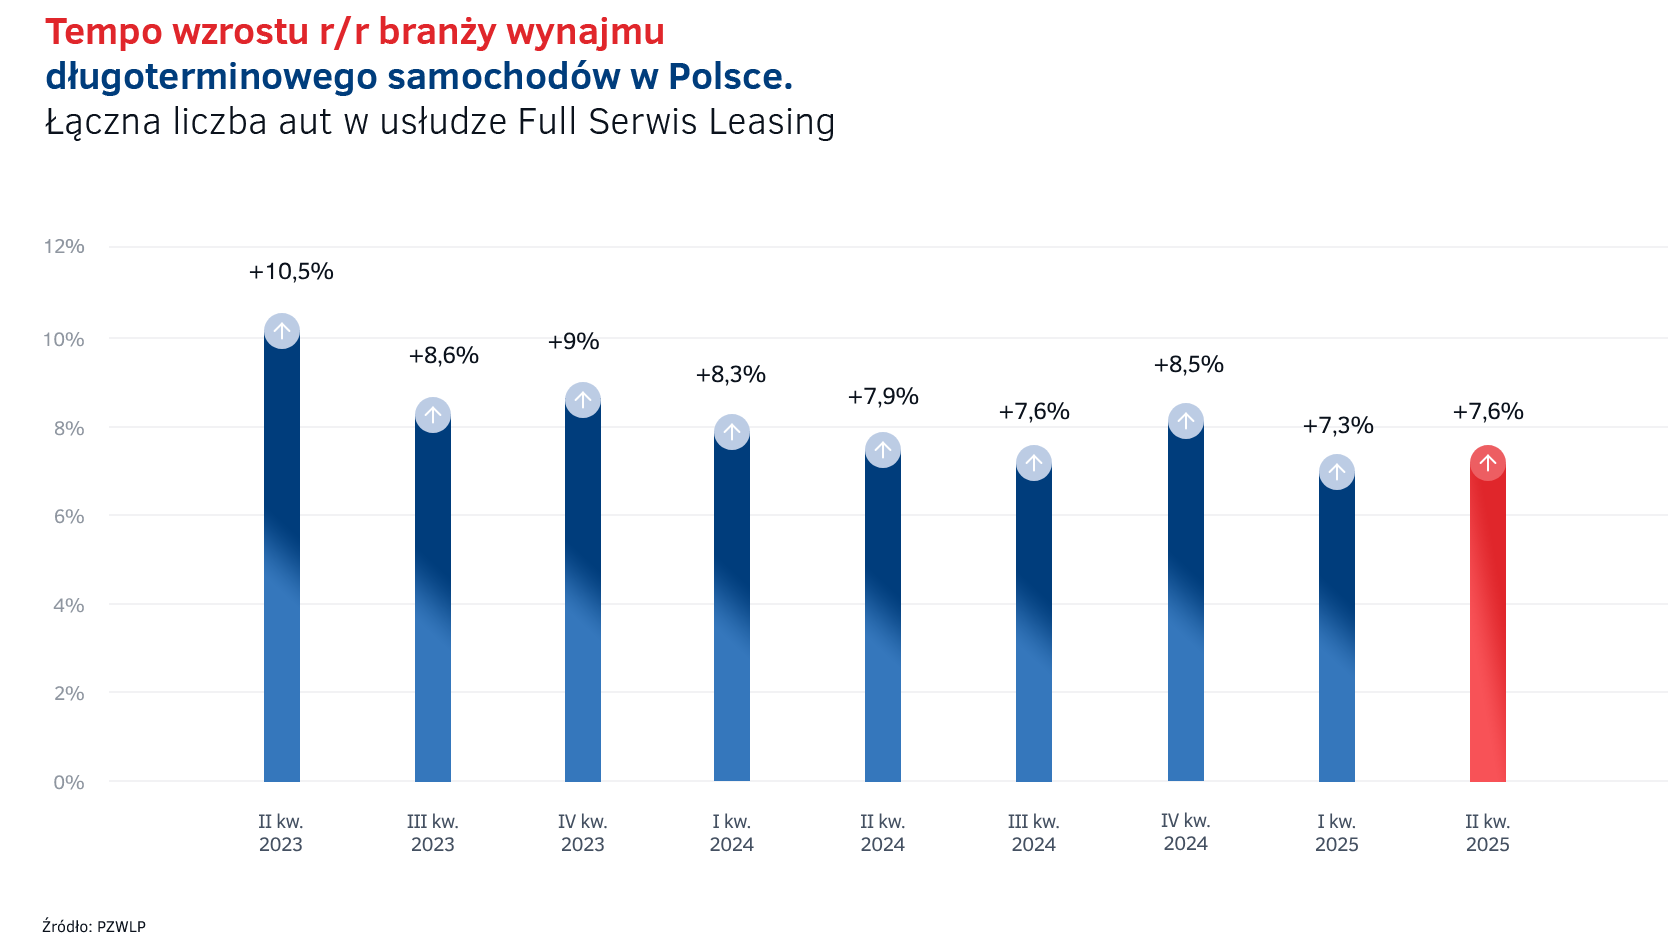 Tempo wzrostu r/r branży wynajmu
długoterminowego samochodów w Polsce.
Łączna liczba aut w usłudze Full Serwis Leasing
12%
10%
8%
6%
4%
2%
0%
+10,5%
+8,6%
+9%
+8,3%
+7,9%
+7,6%
+8,5%
+7,3%
+7,6%
II kw.
2023
III kw.
2023
IV kw.
2023
I kw.
2024
II kw.
2024
III kw.
2024
IV kw.
2024
I kw.
2025
II kw.
2025
Źródło: PZWLP